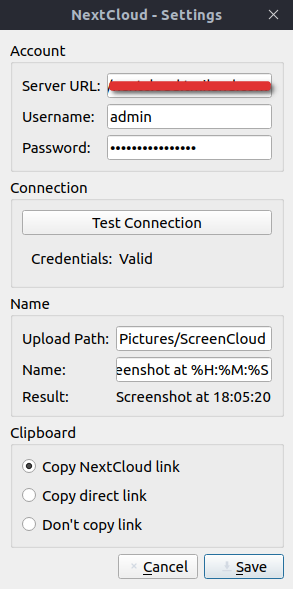 NextCloud - Settings
Account
Server URL:
Username: admin
Password: ••••••••••••••••
Connection
Test Connection
Credentials: Valid
Name
Upload Path: Pictures/ScreenCloud
Name: enshot at %H:%M:%S
Result: Screenshot at 18:05:20
Clipboard
Copy NextCloud link
Copy direct link
Don't copy link
Cancel Save